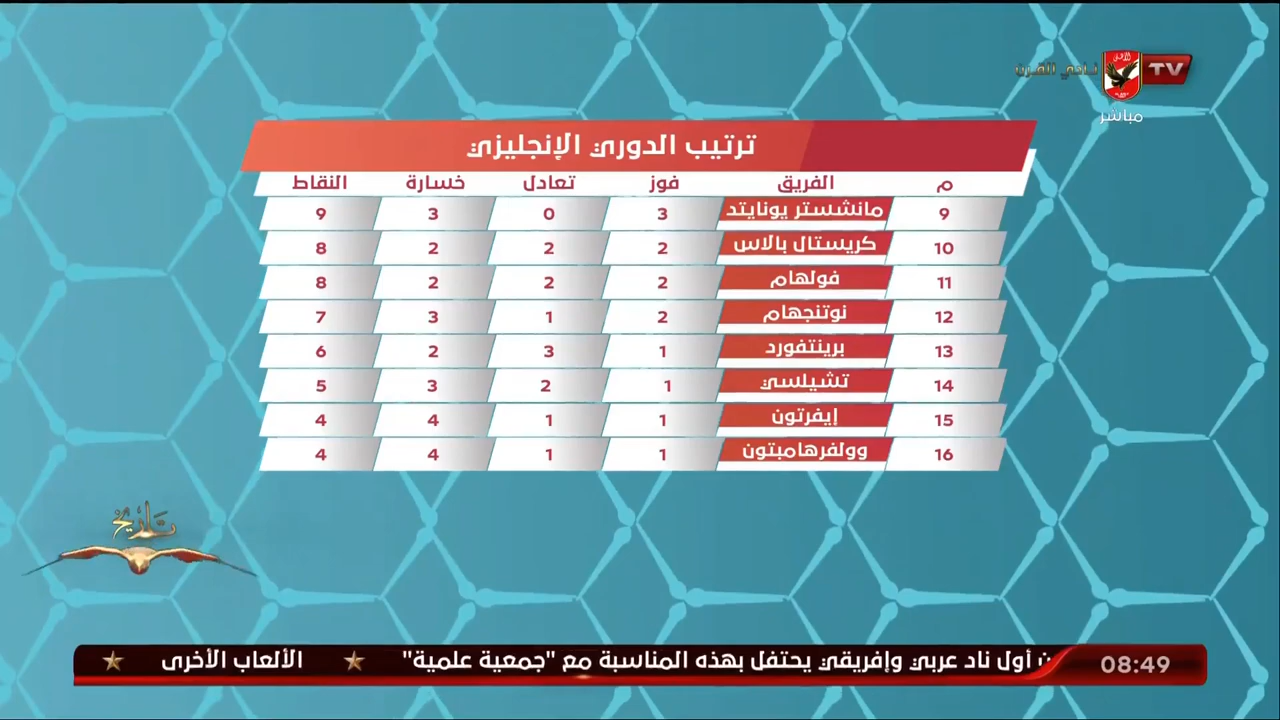 نادي القرن TV
مباشر
ترتيب الدوري الإنجليزي
م الفريق فوز تعادل خسارة النقاط
9 مانشستر يونايتد 3 0 3 9
10 كريستال بالاس 2 2 2 8
11 فولهام 2 2 2 8
12 نوتنجهام 2 1 3 7
13 برينتفورد 1 3 2 6
14 تشيلسي 1 2 3 5
15 إيفرتون 1 1 4 4
16 وولفرهامبتون 1 1 4 4
تاريخ
08:49 أول ناد عربي وإفريقي يحتفل بهذه المناسبة مع "جمعية علمية" الألعاب الأخرى